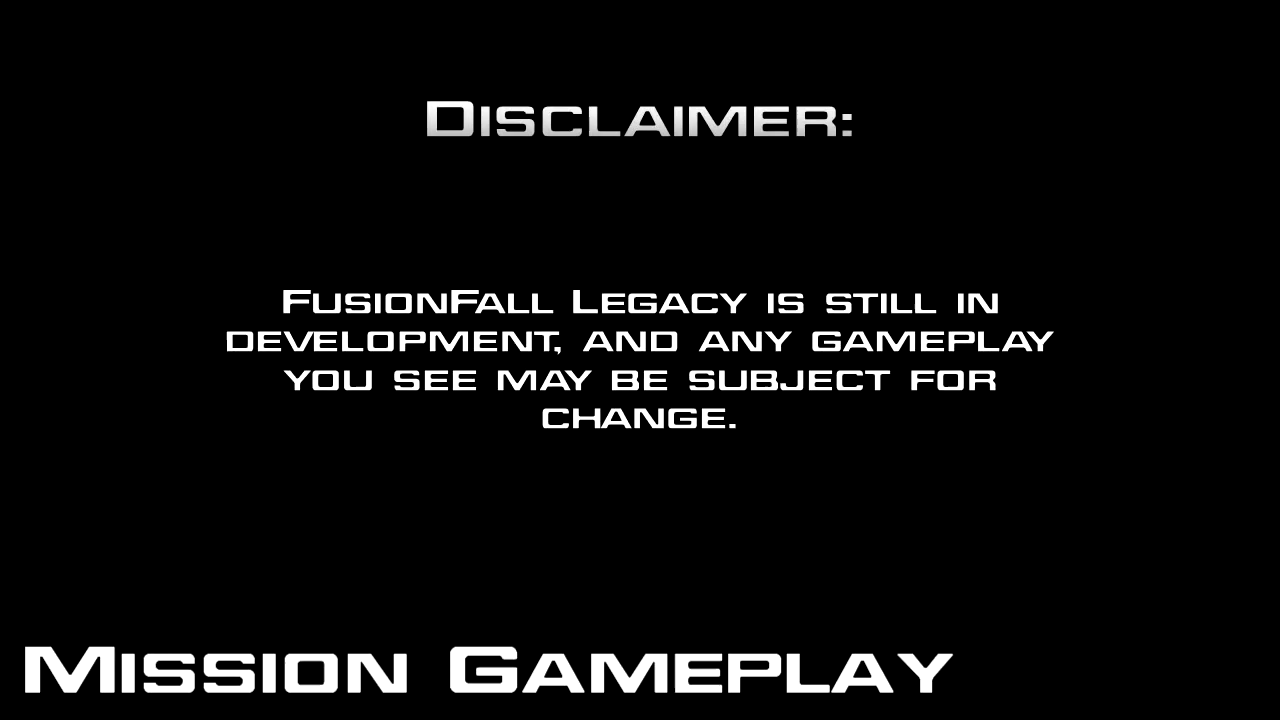 Disclaimer:
FusionFall Legacy is still in
development, and any gameplay
you see may be subject for
change.
Mission Gameplay